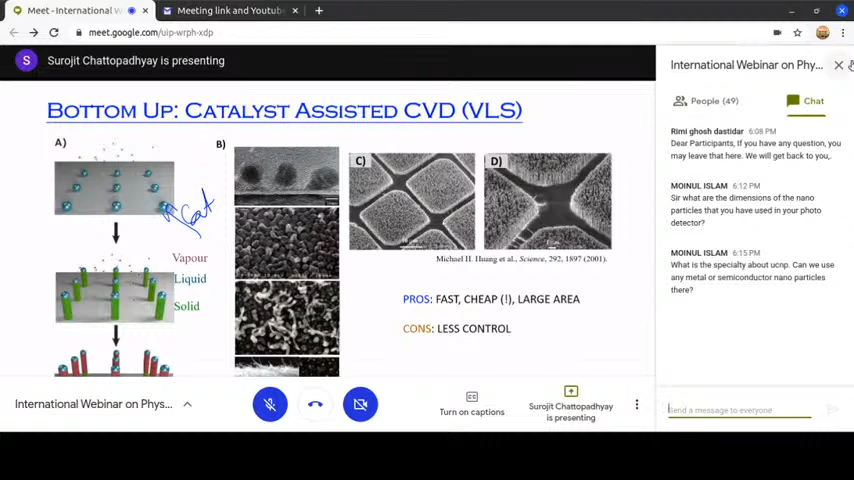 Meet - International W
Meeting link and Youtub
meet.google.com/uip-wrph-xdp
S
Surojit Chattopadhyay is presenting
International Webinar on Phys...
People (49)
Chat
BOTTOM UP: CATALYST ASSISTED CVD (VLS)
A)
B)
C)
D)
Cat
Vapour
Liquid
Solid
Michael H. Huang et al., Science, 292, 1897 (2001).
PROS: FAST, CHEAP (!), LARGE AREA
CONS: LESS CONTROL
Rimi ghosh dastidar 6:08 PM
Dear Participants, If you have any question, you
may leave that here. We will get back to you,.
MOINUL ISLAM 6:12 PM
Sir what are the dimensions of the nano
particles that you have used in your photo
detector?
MOINUL ISLAM 6:15 PM
What is the specialty about ucnp. Can we use
any metal or semiconductor nano particles
there?
Send a message to everyone
International Webinar on Phys...
Turn on captions
Surojit Chattopadhyay
is presenting